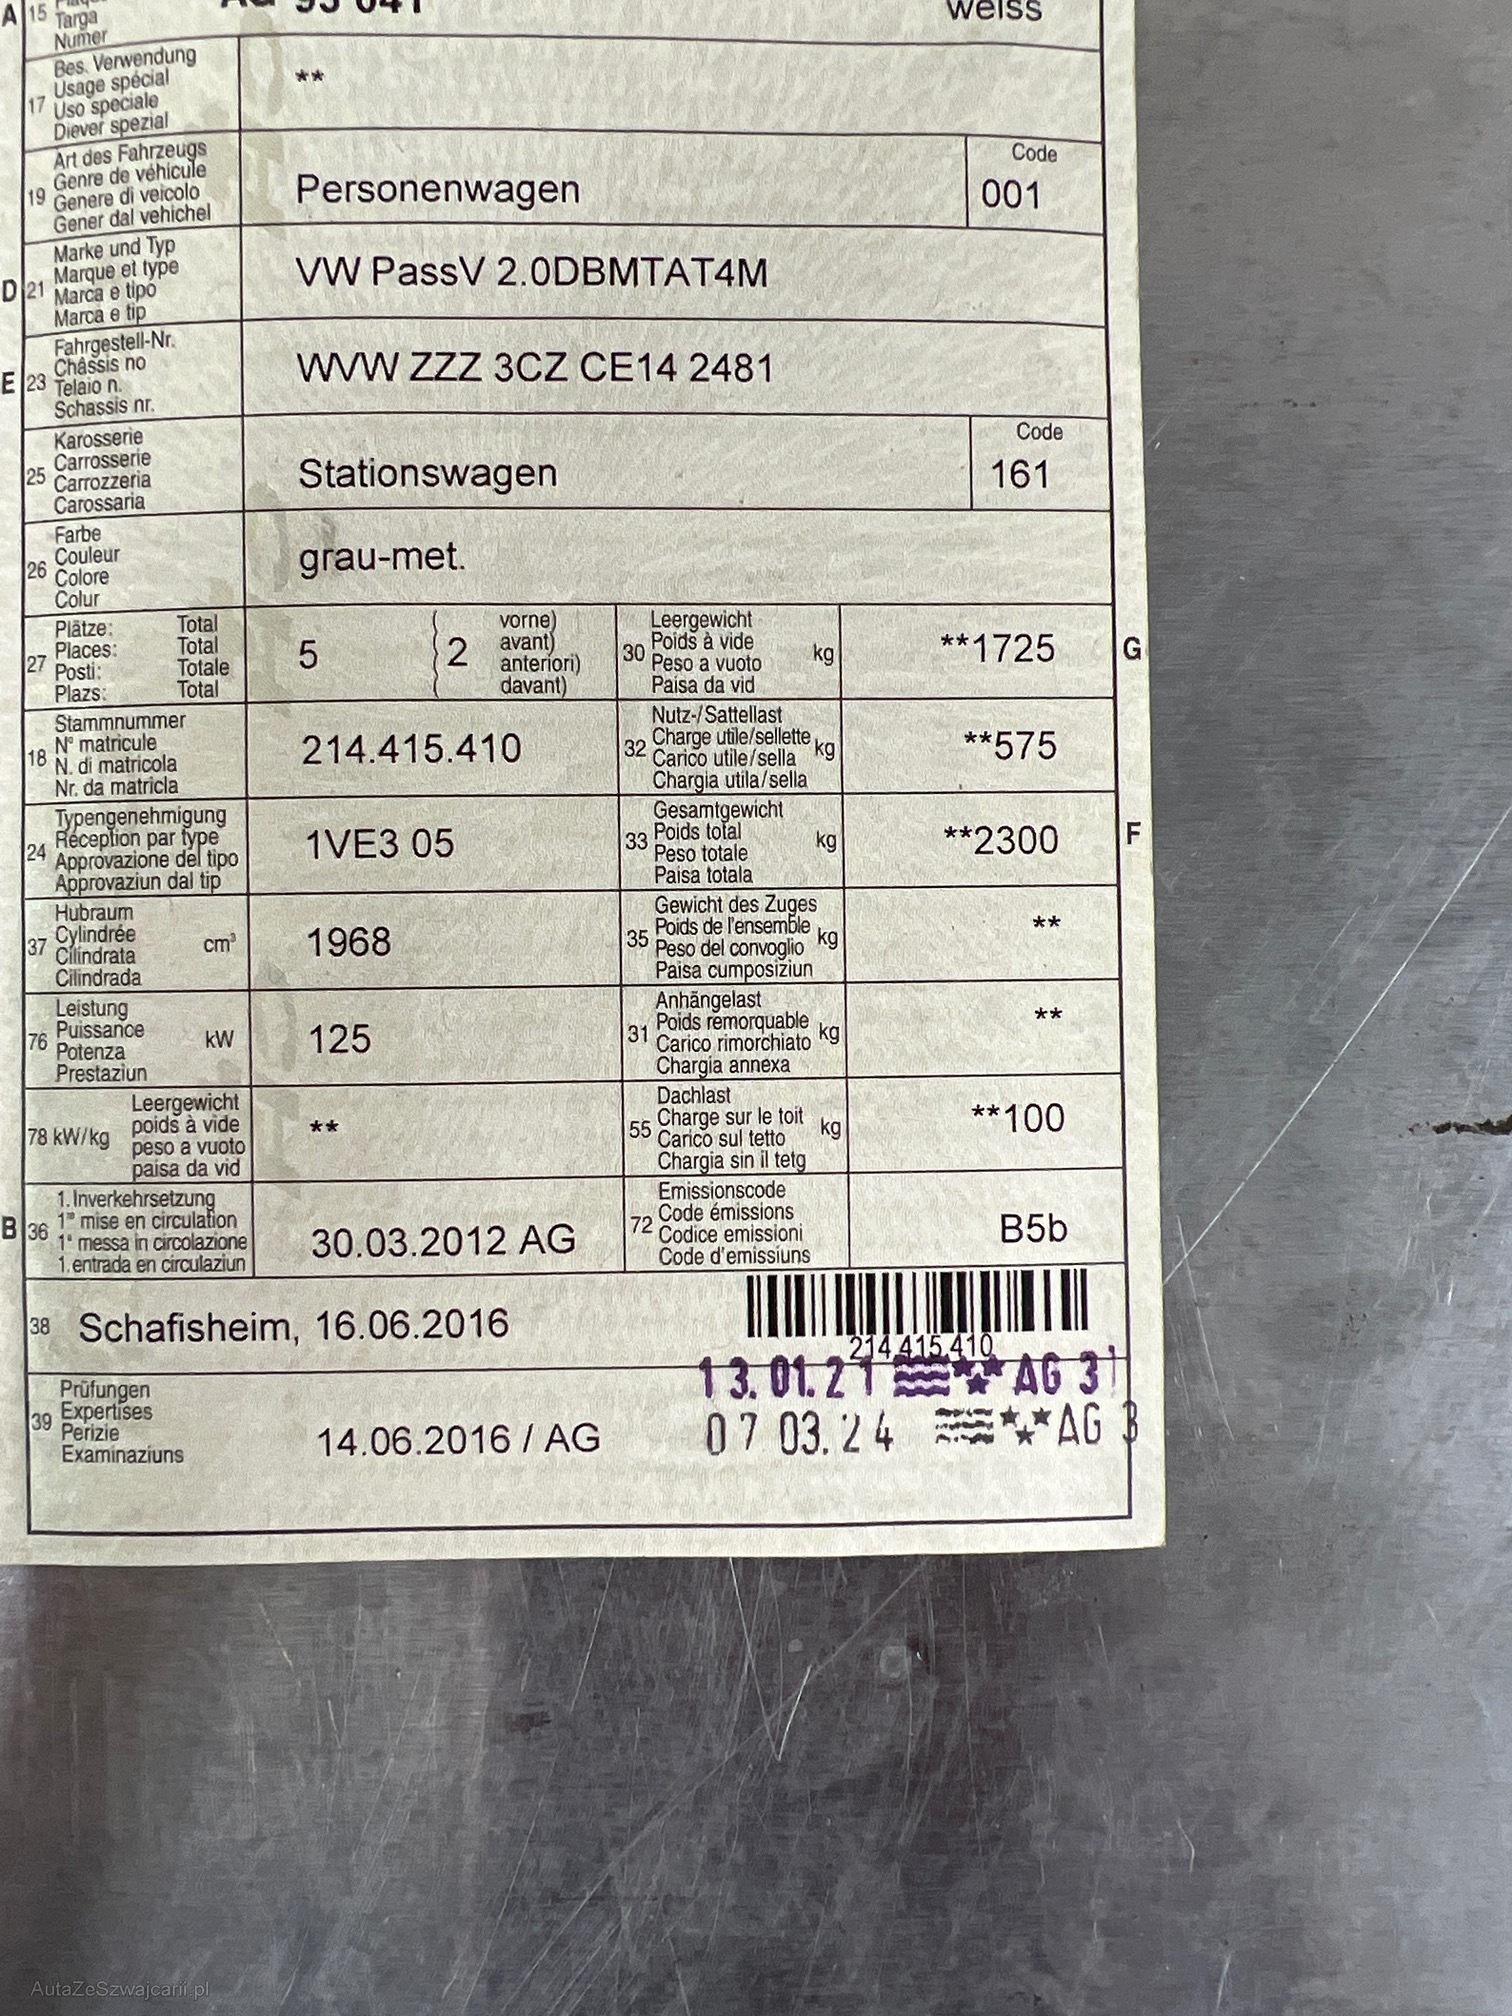 A 15 Targa weiss
Numer
Bes. Verwendung
Usage spécial
17 Uso speciale **
Diever spezial
Art des Fahrzeugs Code
Genre de véhicule
19 Genere di veicolo Personenwagen 001
Gener dal vehichel
Marke und Typ
Marque et type
D 21 Marca e tipo VW PassV 2.0DBMTAT4M
Marca e tip
Fahrgestell-Nr.
Châssis no
E 23 Telaio n. WVW ZZZ 3CZ CE14 2481
Schassis nr.
Karosserie Code
Carrosserie
25 Carrozzeria Stationswagen 161
Carossaria
Farbe
Couleur
26 Colore grau-met.
Colur
Plätze: Total vorne) Leergewicht
Places: Total avant) Poids à vide
27 Posti: Totale 5 2 anteriori) 30 Peso a vuoto kg **1725 G
Plazs: Total davant) Paisa da vid
Stammnummer Nutz-/Sattellast
N° matricule Charge utile/sellette
18 N. di matricola 214.415.410 32 Carico utile/sella kg **575
Nr. da matricla Chargia utila/sella
Typengenehmigung Gesamtgewicht
Réception par type Poids total
24 Approvazione del tipo 1VE3 05 33 Peso totale kg **2300 F
Approvaziun dal tip Paisa totala
Hubraum Gewicht des Zuges
Cylindrée Poids de l'ensemble
37 Cilindrata cm³ 1968 35 Peso del convoglio kg **
Cilindrada Paisa cumposiziun
Leistung Anhängelast
Puissance Poids remorquable
76 Potenza kW 125 31 Carico rimorchiato kg **
Prestaziun Chargia annexa
Leergewicht Dachlast
poids à vide Charge sur le toit
78 kW/kg peso a vuoto ** 55 Carico sul tetto kg **100
paisa da vid Chargia sin il tetg
1. Inverkehrsetzung Emissionscode
1re mise en circulation Code émissions
B 36 1a messa in circolazione 30.03.2012 AG 72 Codice emissioni B5b
1. entrada en circulaziun Code d'emissiuns
38 Schafisheim, 16.06.2016
214.415.410
Prüfungen 13.01.21 AG 31
Expertises
39 Perizie 14.06.2016 / AG 07 03.24 AG 3
Examinaziuns
AutaZeSzwajcarii.pl